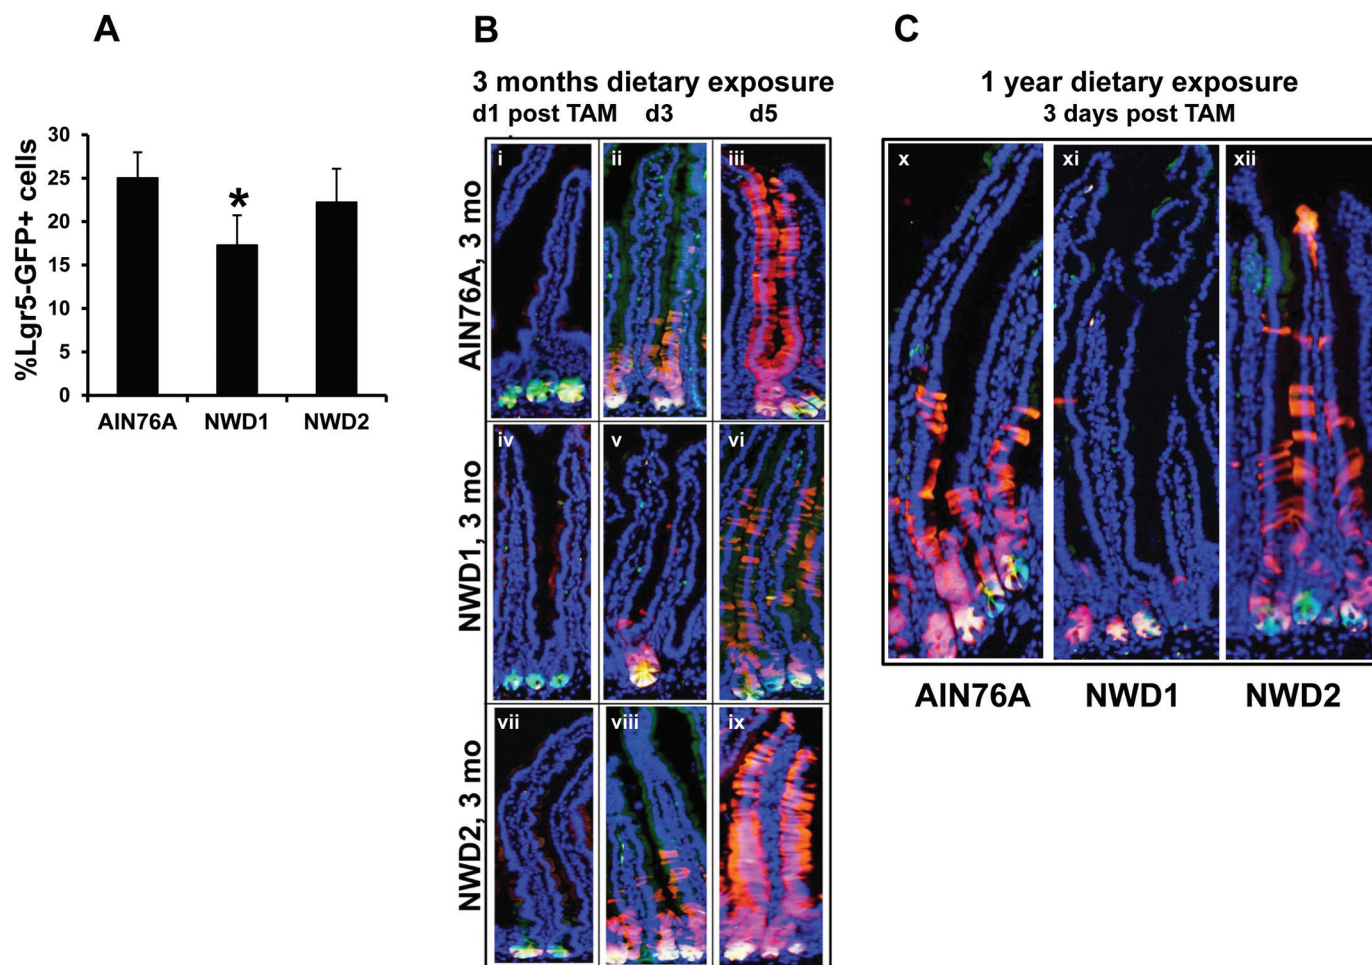 A
%Lgr5-GFP+ cells
30
25
20
15
10
5
0
*
AIN76A NWD1 NWD2
B
3 months dietary exposure
d1 post TAM d3 d5
AIN76A, 3 mo
i ii iii
NWD1, 3 mo
iv v vi
NWD2, 3 mo
vii viii ix
C
1 year dietary exposure
3 days post TAM
x xi xii
AIN76A NWD1 NWD2